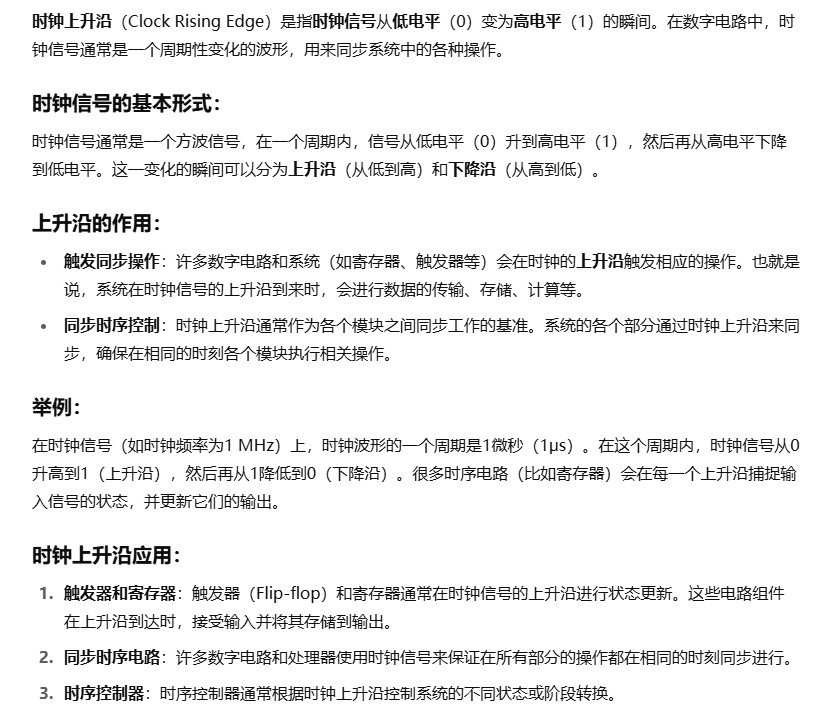 时钟上升沿（Clock Rising Edge）是指时钟信号从低电平（0）变为高电平（1）的瞬间。在数字电路中，时
钟信号通常是一个周期性变化的波形，用来同步系统中的各种操作。
时钟信号的基本形式：
时钟信号通常是一个方波信号，在一个周期内，信号从低电平（0）升到高电平（1），然后再从高电平下降
到低电平。这一变化的瞬间可以分为上升沿（从低到高）和下降沿（从高到低）。
上升沿的作用：
• 触发同步操作：许多数字电路和系统（如寄存器、触发器等）会在时钟的上升沿触发相应的操作。也就是
说，系统在时钟信号的上升沿到来时，会进行数据的传输、存储、计算等。
• 同步时序控制：时钟上升沿通常作为各个模块之间同步工作的基准。系统的各个部分通过时钟上升沿来同
步，确保在相同的时刻各个模块执行相关操作。
举例：
在时钟信号（如时钟频率为1 MHz）上，时钟波形的一个周期是1微秒（1μs）。在这个周期内，时钟信号从0
升高到1（上升沿），然后再从1降低到0（下降沿）。很多时序电路（比如寄存器）会在每一个上升沿捕捉输
入信号的状态，并更新它们的输出。
时钟上升沿应用：
1. 触发器和寄存器：触发器（Flip-flop）和寄存器通常在时钟信号的上升沿进行状态更新。这些电路组件
在上升沿到达时，接受输入并将其存储到输出。
2. 同步时序电路：许多数字电路和处理器使用时钟信号来保证在所有部分的操作都在相同的时刻同步进行。
3. 时序控制器：时序控制器通常根据时钟上升沿控制系统的不同状态或阶段转换。